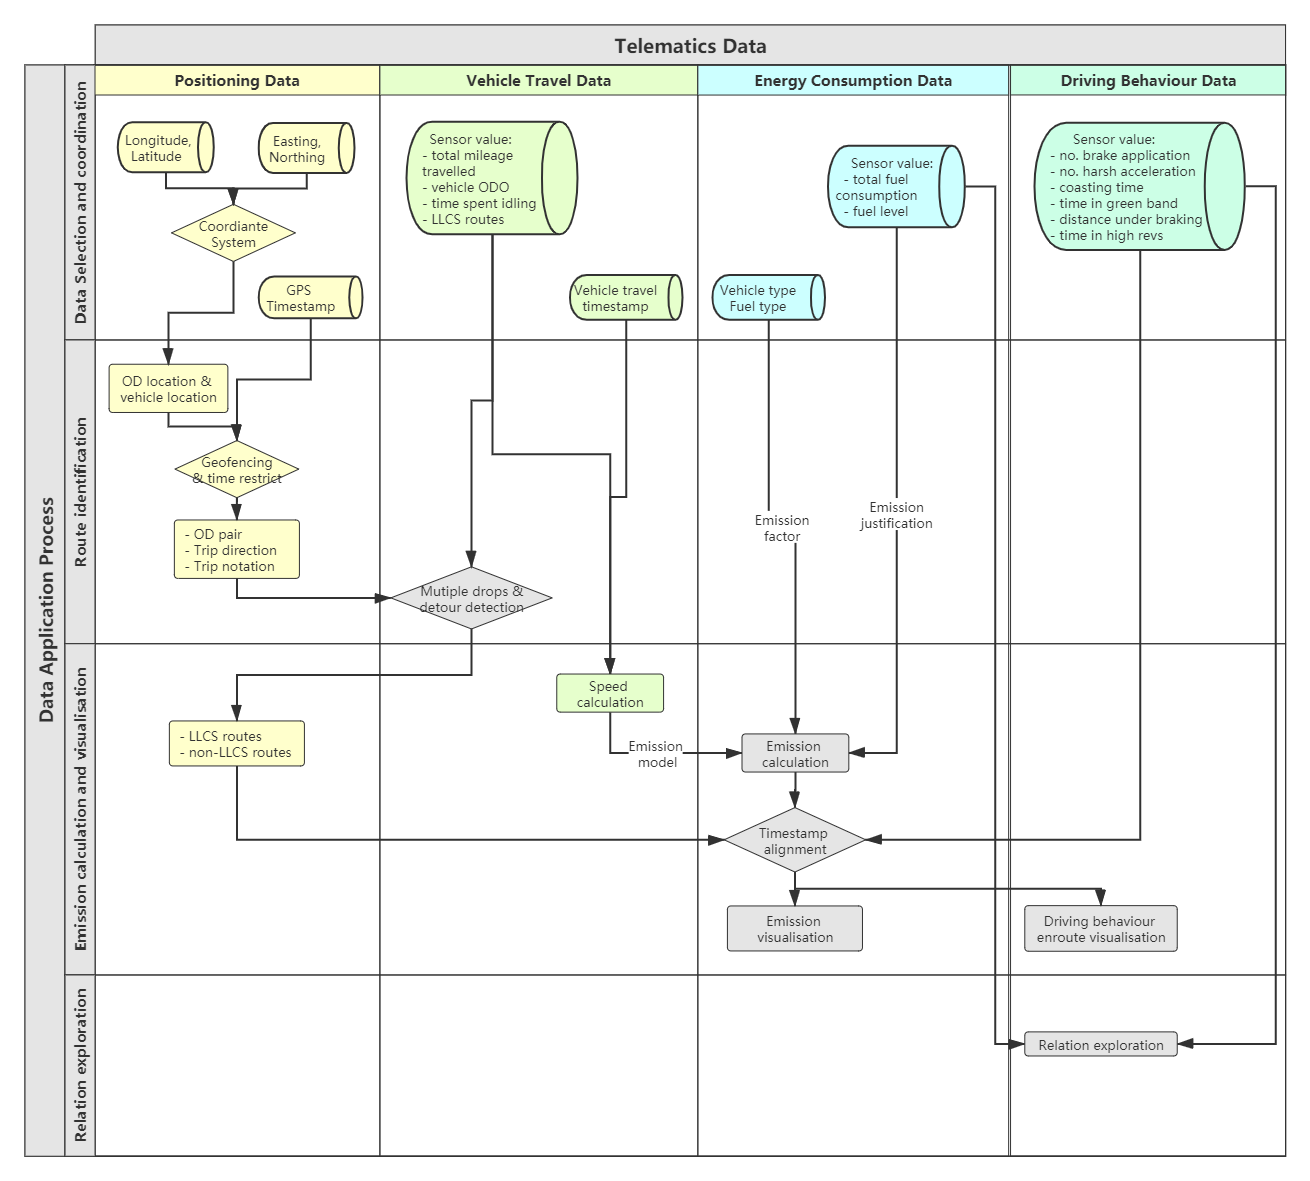 Telematics Data
Data Application Process
Positioning Data
Vehicle Travel Data
Energy Consumption Data
Driving Behaviour Data
Data Selection and coordination
Longitude,
Latitude
Easting,
Northing
Coordiante
System
GPS
Timestamp
Sensor value:
- total mileage
travelled
- vehicle ODO
- time spent idling
- LLCS routes
Vehicle travel
timestamp
Sensor value:
- total fuel
consumption
- fuel level
Vehicle type
Fuel type
Sensor value:
- no. brake application
- no. harsh acceleration
- coasting time
- time in green band
- distance under braking
- time in high revs
Route identification
OD location &
vehicle location
Geofencing
& time restrict
- OD pair
- Trip direction
- Trip notation
Mutiple drops &
detour detection
Emission
factor
Emission
justification
Emission calculation and visualisation
- LLCS routes
- non-LLCS routes
Speed
calculation
Emission
model
Emission
calculation
Timestamp
alignment
Emission
visualisation
Driving behaviour
enroute visualisation
Relation exploration
Relation exploration